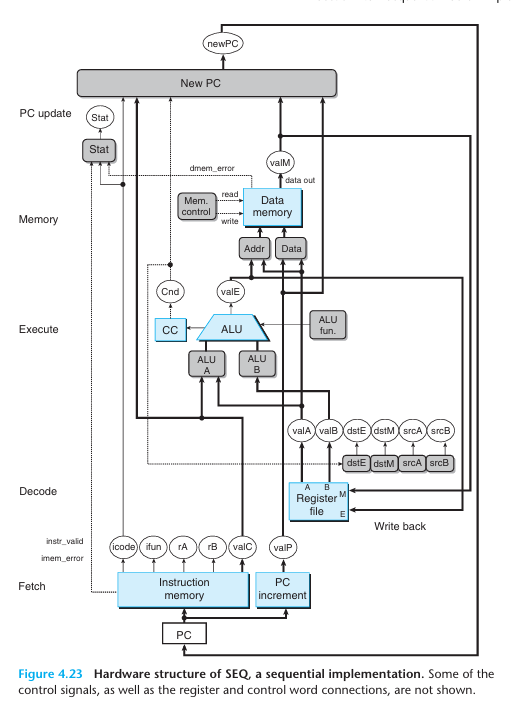 newPC
New PC
PC update
Stat
Stat
valM
dmem_error
data out
Mem.
control
read
write
Data
memory
Memory
Addr
Data
Cnd
valE
Execute
CC
ALU
ALU
fun.
ALU
A
ALU
B
valA
valB
dstE
dstM
srcA
srcB
dstE
dstM
srcA
srcB
Decode
A
B
M
Register
file
E
Write back
instr_valid
imem_error
icode
ifun
rA
rB
valC
valP
Fetch
Instruction
memory
PC
increment
PC
Figure 4.23 Hardware structure of SEQ, a sequential implementation. Some of the
control signals, as well as the register and control word connections, are not shown.